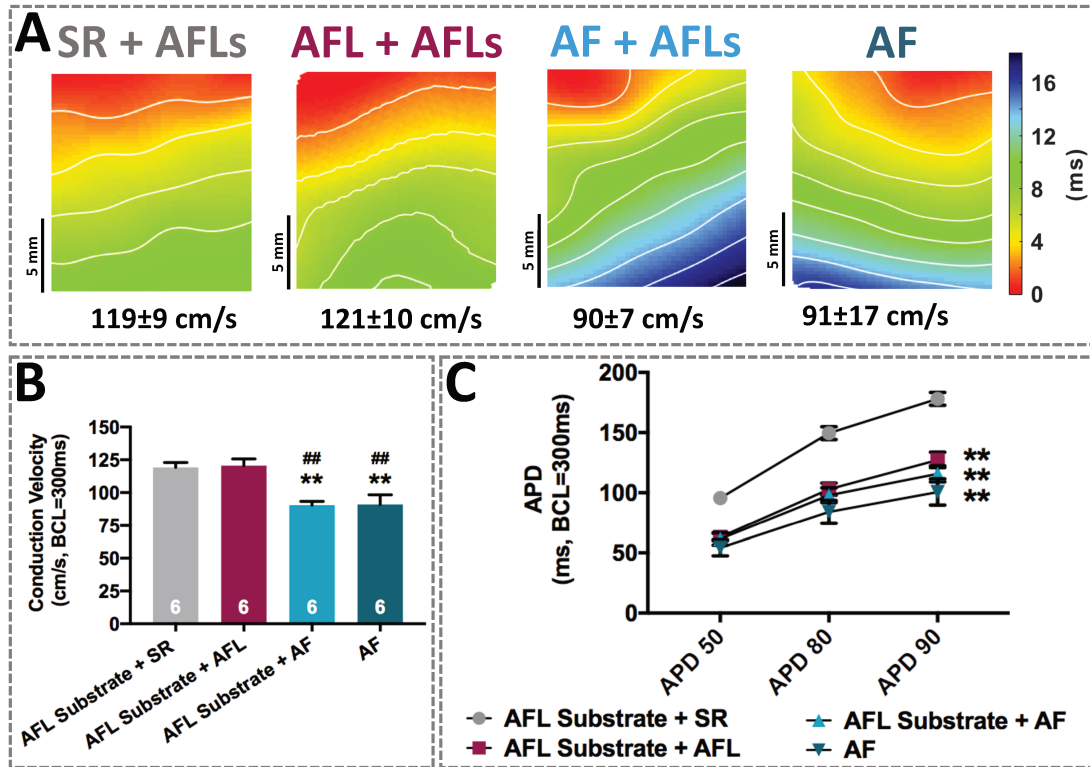 A
SR + AFLs
AFL + AFLs
AF + AFLs
AF
16
12
8
4
0
(ms)
5 mm
5 mm
5 mm
5 mm
119±9 cm/s
121±10 cm/s
90±7 cm/s
91±17 cm/s
B
Conduction Velocity
(cm/s, BCL=300ms)
150
125
100
75
50
25
0
##
**
##
**
6
6
6
6
AFL Substrate + SR
AFL Substrate + AFL
AFL Substrate + AF
AF
C
APD
(ms, BCL=300ms)
200
150
100
50
0
**
**
**
APD 50
APD 80
APD 90
AFL Substrate + SR
AFL Substrate + AFL
AFL Substrate + AF
AF